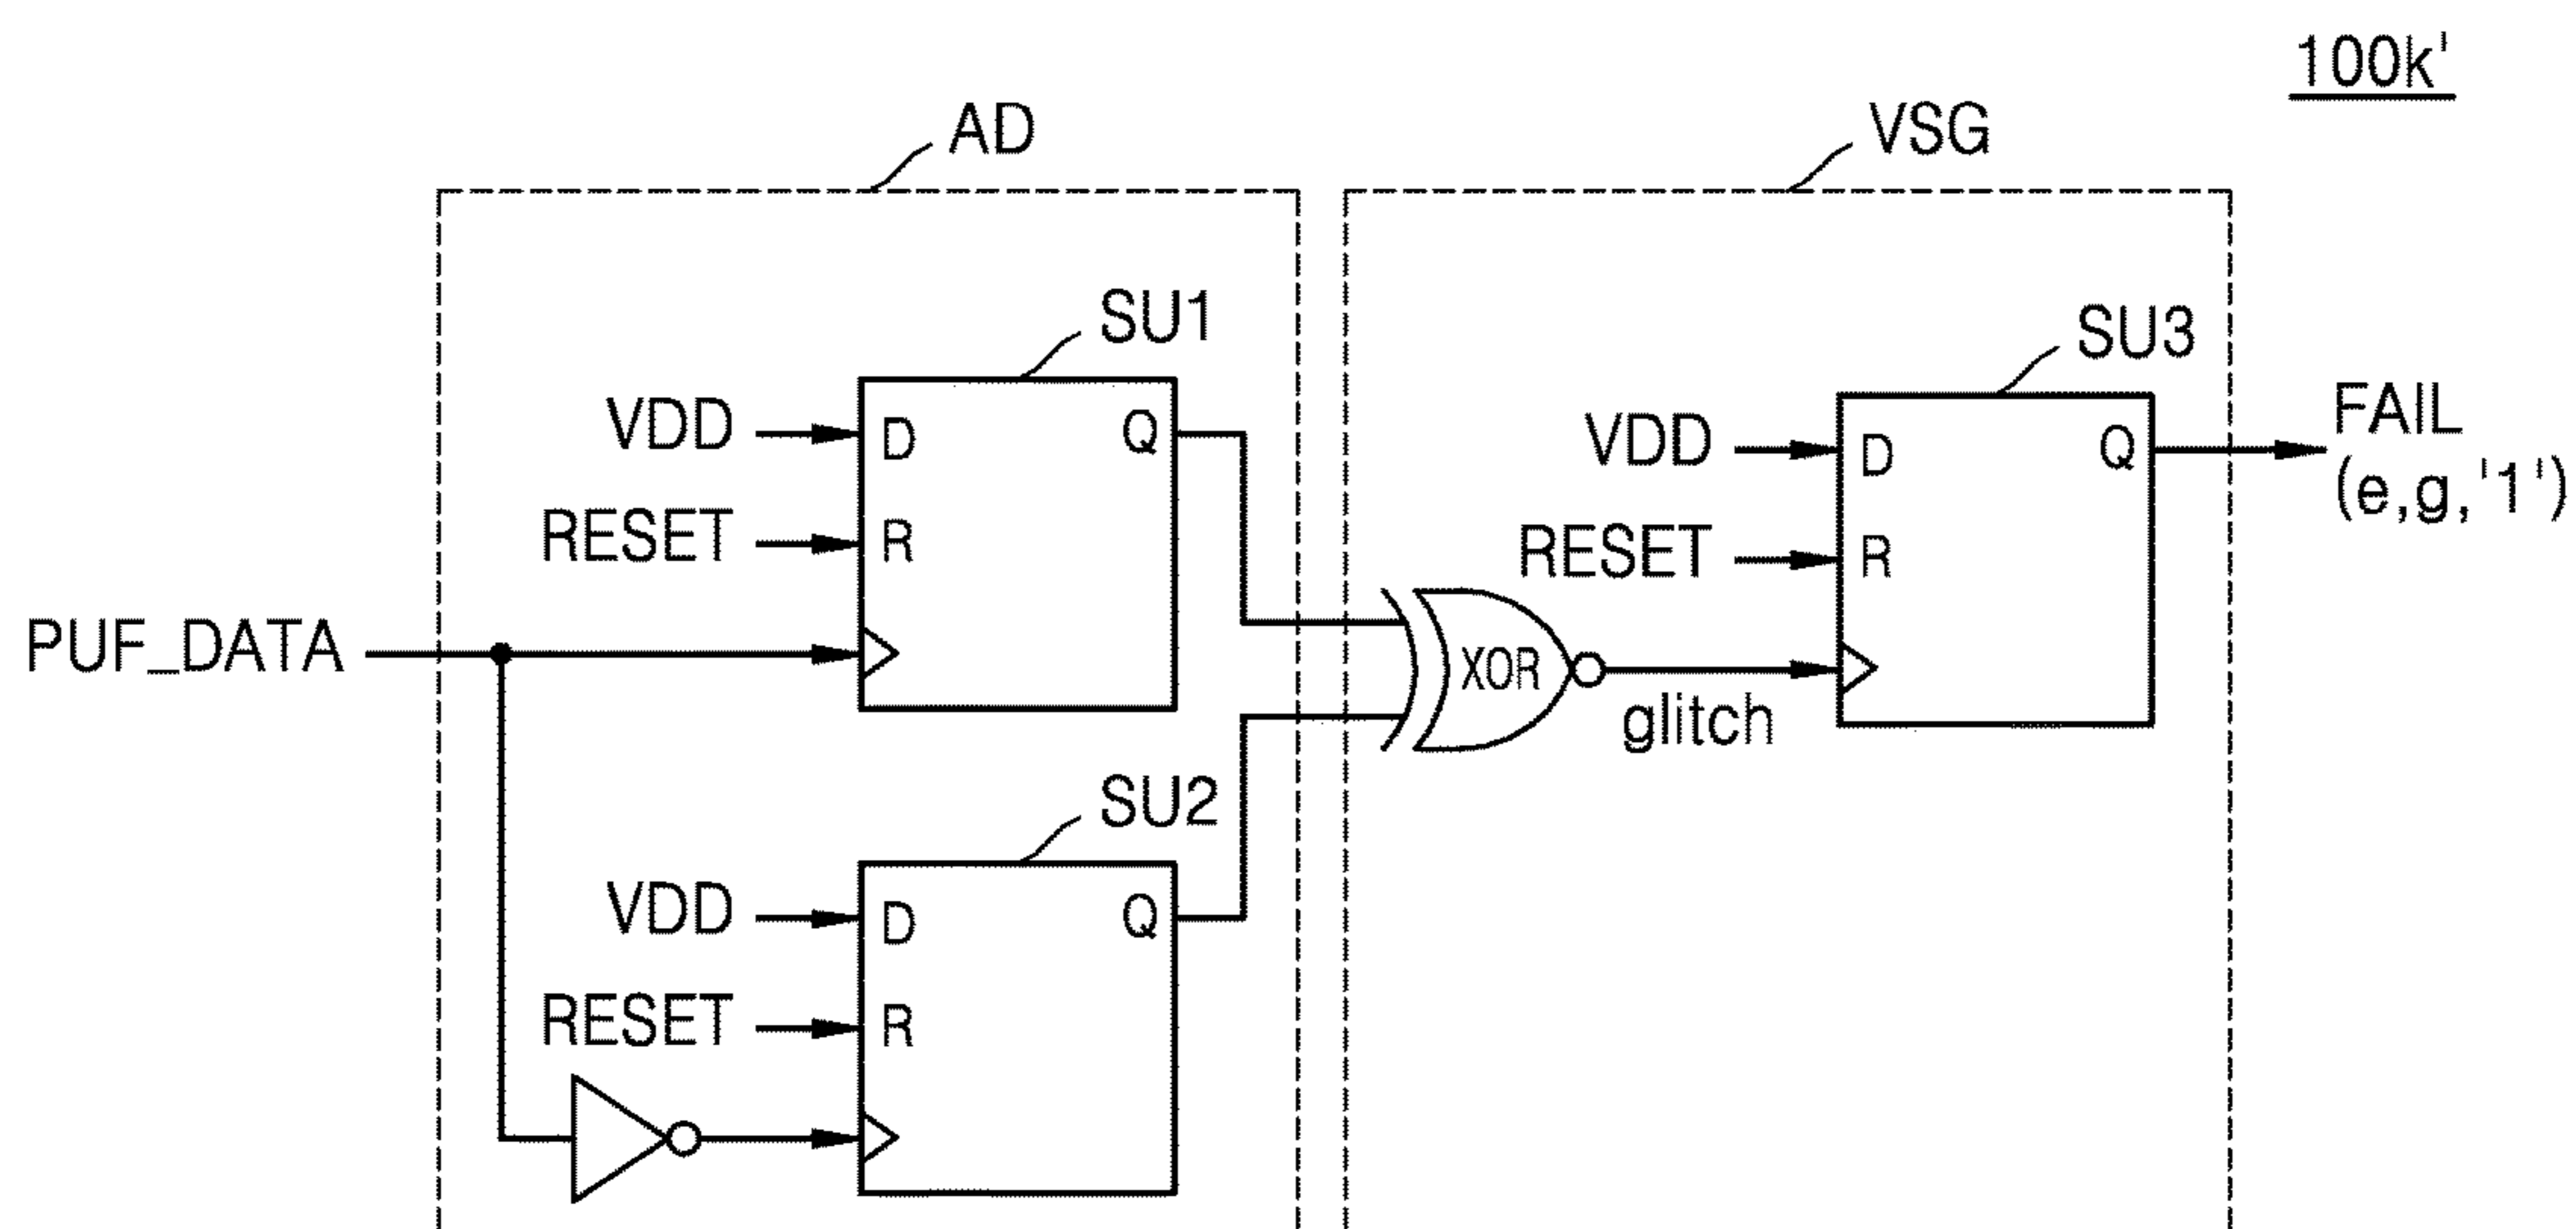 100k'
AD
VSG
SU1
VDD
D
Q
RESET
R
PUF_DATA
SU2
VDD
D
Q
RESET
R
XOR
glitch
SU3
VDD
D
Q
RESET
R
FAIL
(e,g,'1')